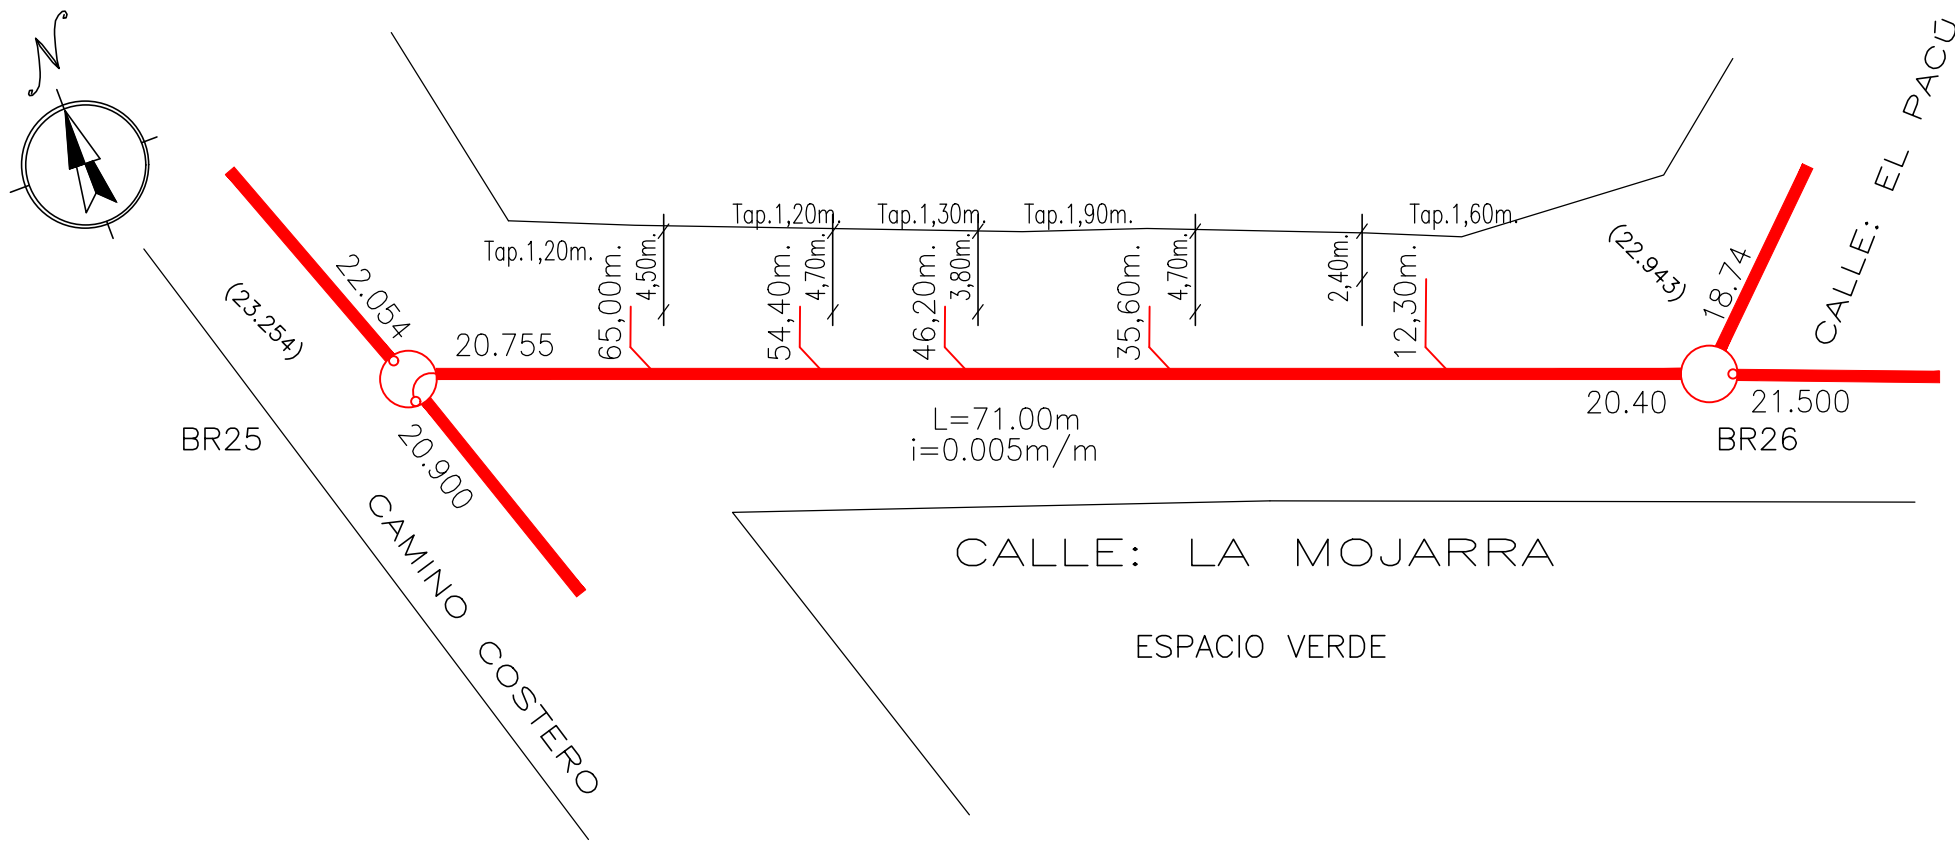 N
CALLE: EL PACÚ
Tap.1,20m.
Tap.1,30m.
Tap.1,90m.
Tap.1,60m.
Tap.1,20m.
65,00m.
4,50m.
54,40m.
4,70m.
46,20m.
3,80m.
35,60m.
4,70m.
2,40m.
12,30m.
(22.943)
18.74
22.054
(23.254)
20.755
20.40
21.500
BR25
BR26
L=71.00m
i=0.005m/m
20.900
CAMINO COSTERO
CALLE: LA MOJARRA
ESPACIO VERDE